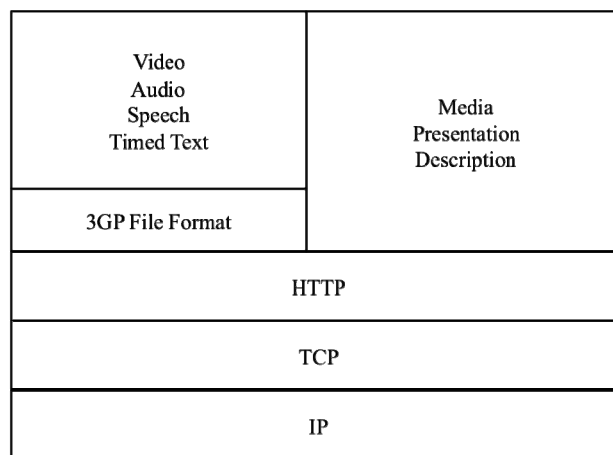 Video
Audio
Speech
Timed Text
Media
Presentation
Description
3GP File Format
HTTP
TCP
IP